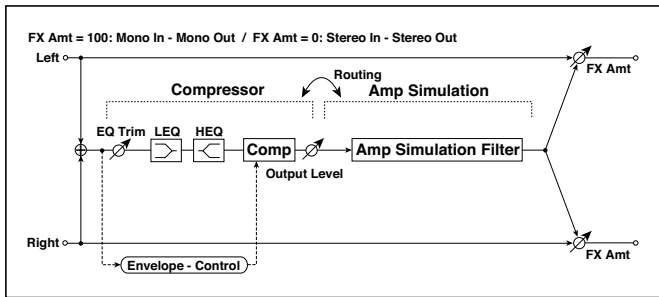 FX Amt = 100: Mono In - Mono Out / FX Amt = 0: Stereo In - Stereo Out
Left
FX Amt
Routing
Compressor
Amp Simulation
EQ Trim
LEQ
HEQ
Comp
Amp Simulation Filter
Output Level
Right
FX Amt
Envelope - Control